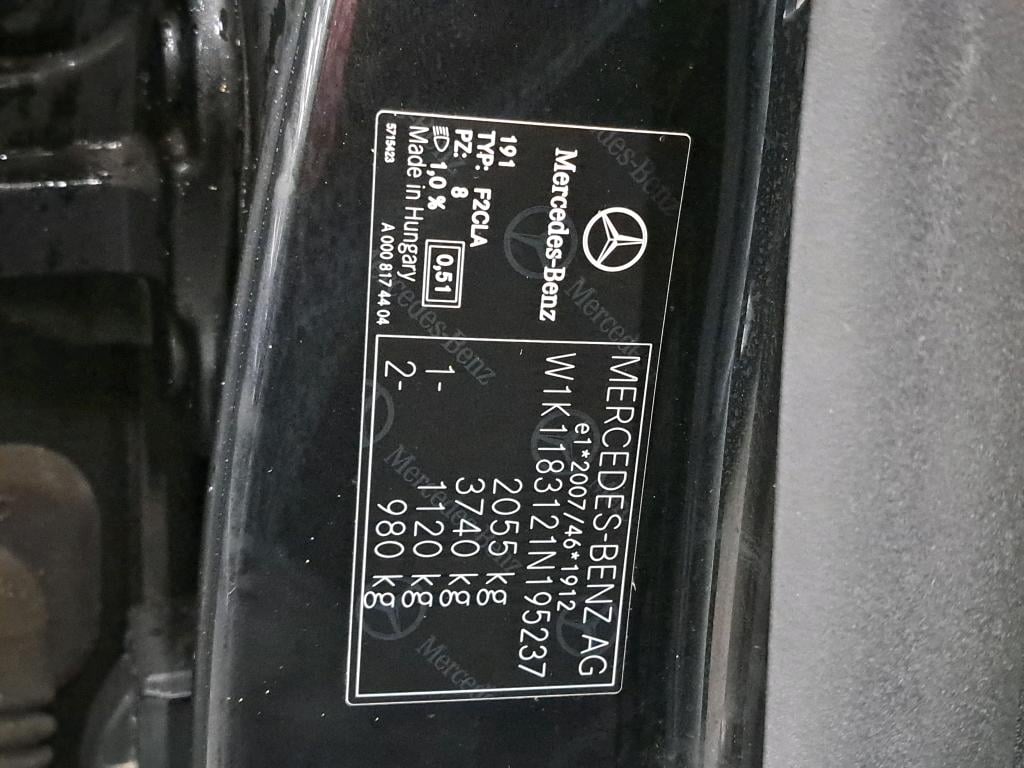 MERCEDES-BENZ AG
e1*2007/46*1912
W1K1183121N195237
2055 kg
3740 kg
1- 1120 kg
2- 980 kg
Mercedes-Benz
191
TYP: F2CLA
PZ: 8
1,0 % 0,51
Made in Hungary
5715423 A 000 817 44 04